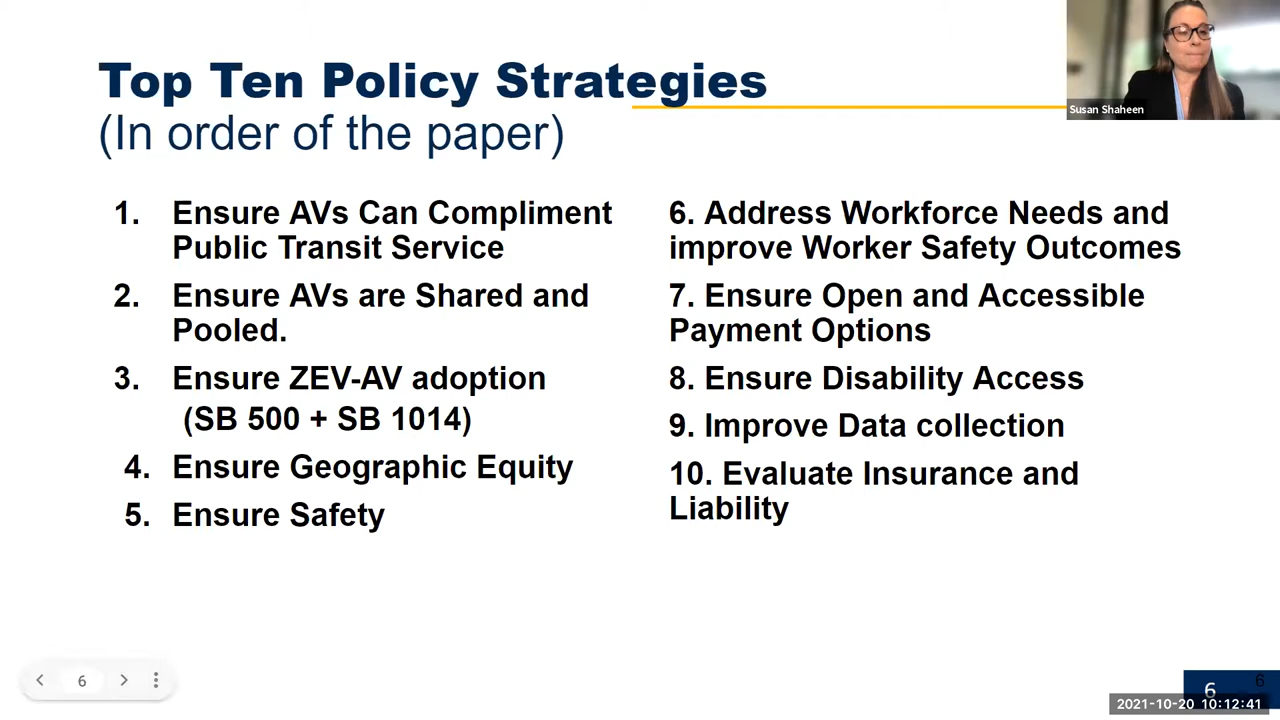 Top Ten Policy Strategies
(In order of the paper)
Susan Shaheen
1. Ensure AVs Can Compliment
Public Transit Service
2. Ensure AVs are Shared and
Pooled.
3. Ensure ZEV-AV adoption
(SB 500 + SB 1014)
4. Ensure Geographic Equity
5. Ensure Safety
6. Address Workforce Needs and
improve Worker Safety Outcomes
7. Ensure Open and Accessible
Payment Options
8. Ensure Disability Access
9. Improve Data collection
10. Evaluate Insurance and
Liability
6
6
6
2021-10-20 10:12:41